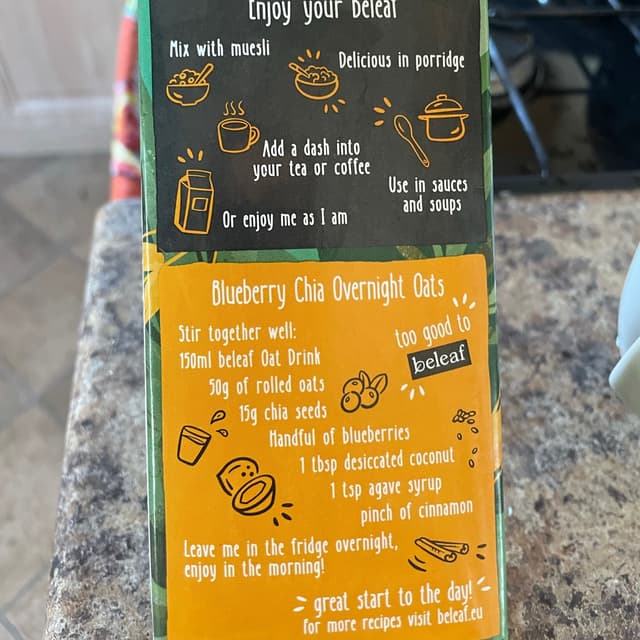 Enjoy your beleaf
Mix with muesli
Delicious in porridge
Add a dash into
your tea or coffee
Use in sauces
and soups
Or enjoy me as I am
Blueberry Chia Overnight Oats
Stir together well:
150ml beleaf Oat Drink
50g of rolled oats
15g chia seeds
Handful of blueberries
1 tbsp desiccated coconut
1 tsp agave syrup
pinch of cinnamon
too good to
beleaf
Leave me in the fridge overnight,
enjoy in the morning!
great start to the day!
for more recipes visit beleaf.eu